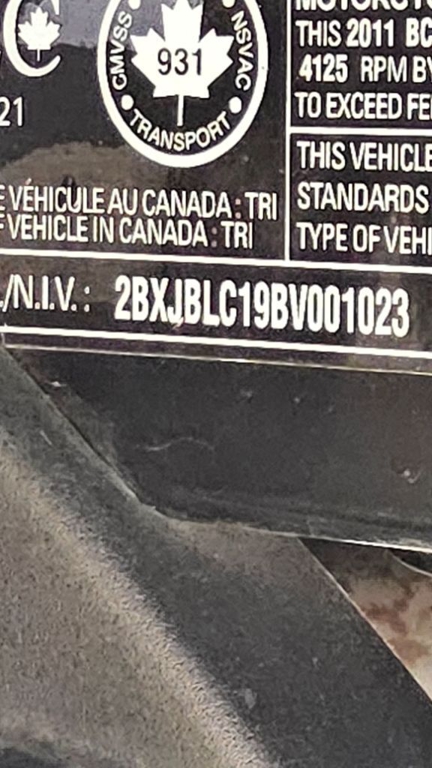 C
CMVSS • NSVAC
931
• TRANSPORT •
21
E VÉHICULE AU CANADA : TRI
VEHICLE IN CANADA : TRI
THIS 2011 BC
4125 RPM BY
TO EXCEED FE
THIS VEHICLE
STANDARDS
TYPE OF VEHI
./N.I.V. : 2BXJBLC19BV001023